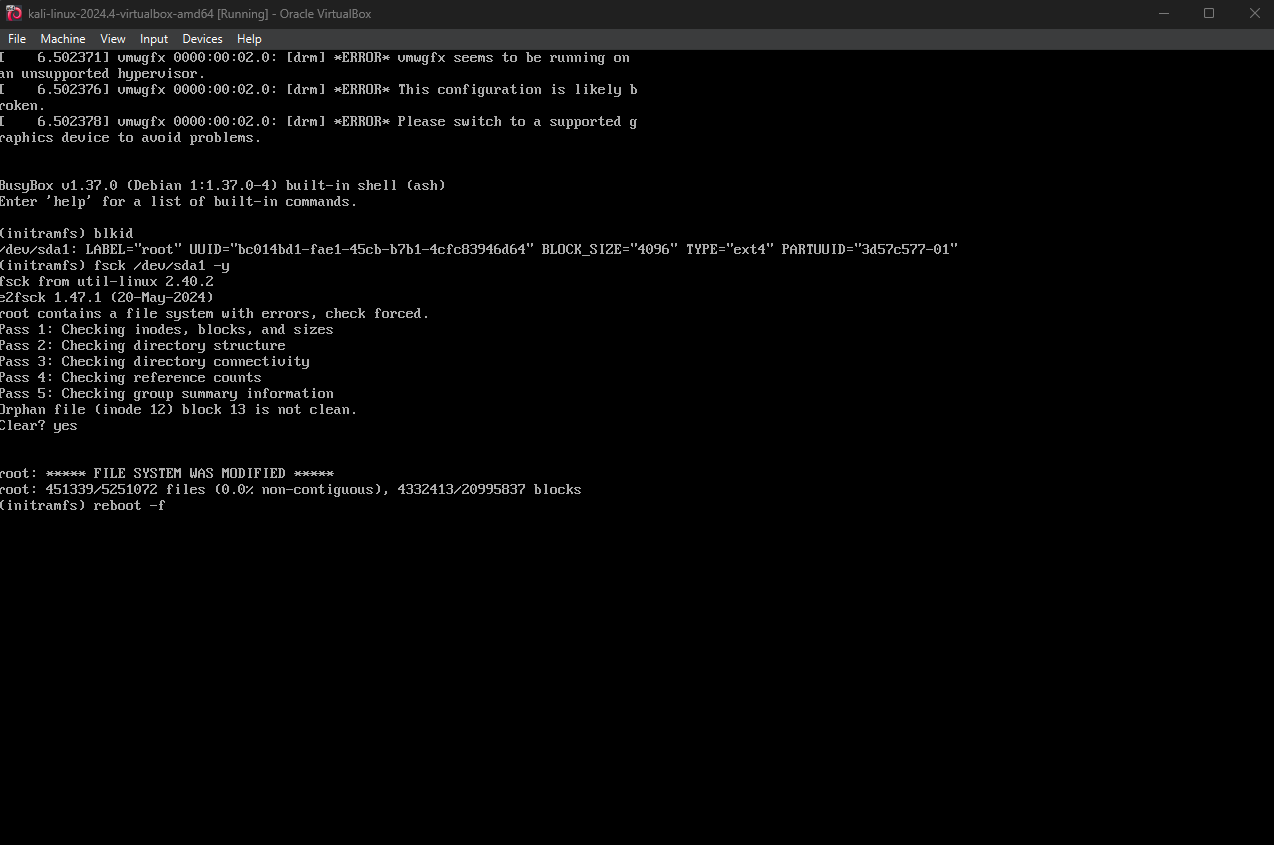 kali-linux-2024.4-virtualbox-amd64 [Running] - Oracle VirtualBox
File Machine View Input Devices Help
[    6.502371] vmwgfx 0000:00:02.0: [drm] *ERROR* vmwgfx seems to be running on
an unsupported hypervisor.
[    6.502376] vmwgfx 0000:00:02.0: [drm] *ERROR* This configuration is likely b
roken.
[    6.502378] vmwgfx 0000:00:02.0: [drm] *ERROR* Please switch to a supported g
raphics device to avoid problems.
BusyBox v1.37.0 (Debian 1:1.37.0-4) built-in shell (ash)
Enter 'help' for a list of built-in commands.
(initramfs) blkid
/dev/sda1: LABEL="root" UUID="bc014bd1-fae1-45cb-b7b1-4cfc83946d64" BLOCK_SIZE="4096" TYPE="ext4" PARTUUID="3d57c577-01"
(initramfs) fsck /dev/sda1 -y
fsck from util-linux 2.40.2
e2fsck 1.47.1 (20-May-2024)
root contains a file system with errors, check forced.
Pass 1: Checking inodes, blocks, and sizes
Pass 2: Checking directory structure
Pass 3: Checking directory connectivity
Pass 4: Checking reference counts
Pass 5: Checking group summary information
Orphan file (inode 12) block 13 is not clean.
Clear? yes
root: ***** FILE SYSTEM WAS MODIFIED *****
root: 451339/5251072 files (0.0% non-contiguous), 4332413/20995837 blocks
(initramfs) reboot -f